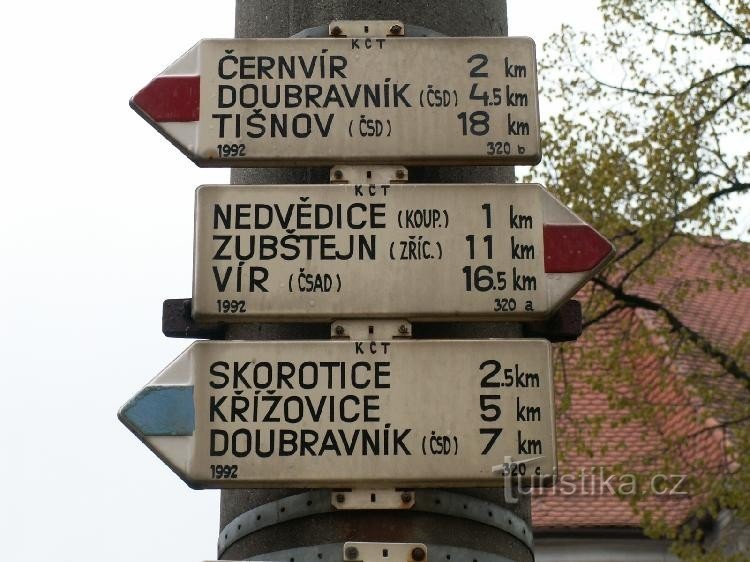 KČT
ČERNVÍR 2 km
DOUBRAVNÍK (ČSD) 4.5 km
TIŠNOV (ČSD) 18 km
1992 320 b
KČT
NEDVĚDICE (KOUP.) 1 km
ZUBŠTEJN (ZŘÍC.) 11 km
VÍR (ČSAD) 16.5 km
1992 320 a
KČT
SKOROTICE 2.5 km
KŘÍŽOVICE 5 km
DOUBRAVNÍK (ČSD) 7 km
1992 320 c
turistika.cz